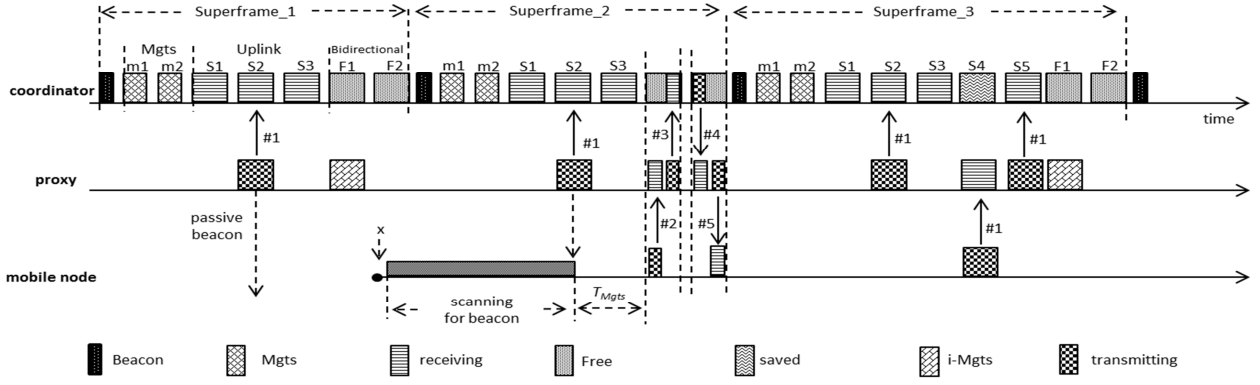 Superframe_1 Superframe_2 Superframe_3
Mgts Uplink Bidirectional
m1 m2 S1 S2 S3 F1 F2 m1 m2 S1 S2 S3 m1 m2 S1 S2 S3 S4 S5 F1 F2
coordinator
time
#1 #1 #3 #4 #1 #1
proxy
passive
beacon
x
#2 #5 #1
mobile node
scanning
for beacon
TMgts
Beacon Mgts receiving Free saved i-Mgts transmitting